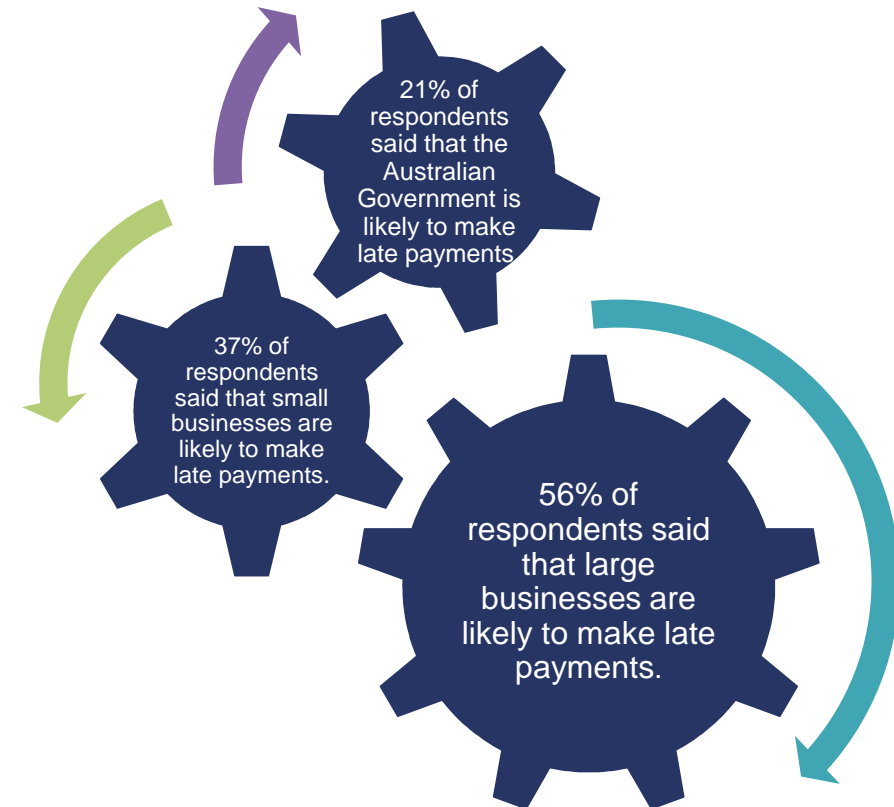 21% of
respondents
said that the
Australian
Government is
likely to make
late payments
37% of
respondents
said that small
businesses are
likely to make
late payments.
56% of
respondents said
that large
businesses are
likely to make late
payments.